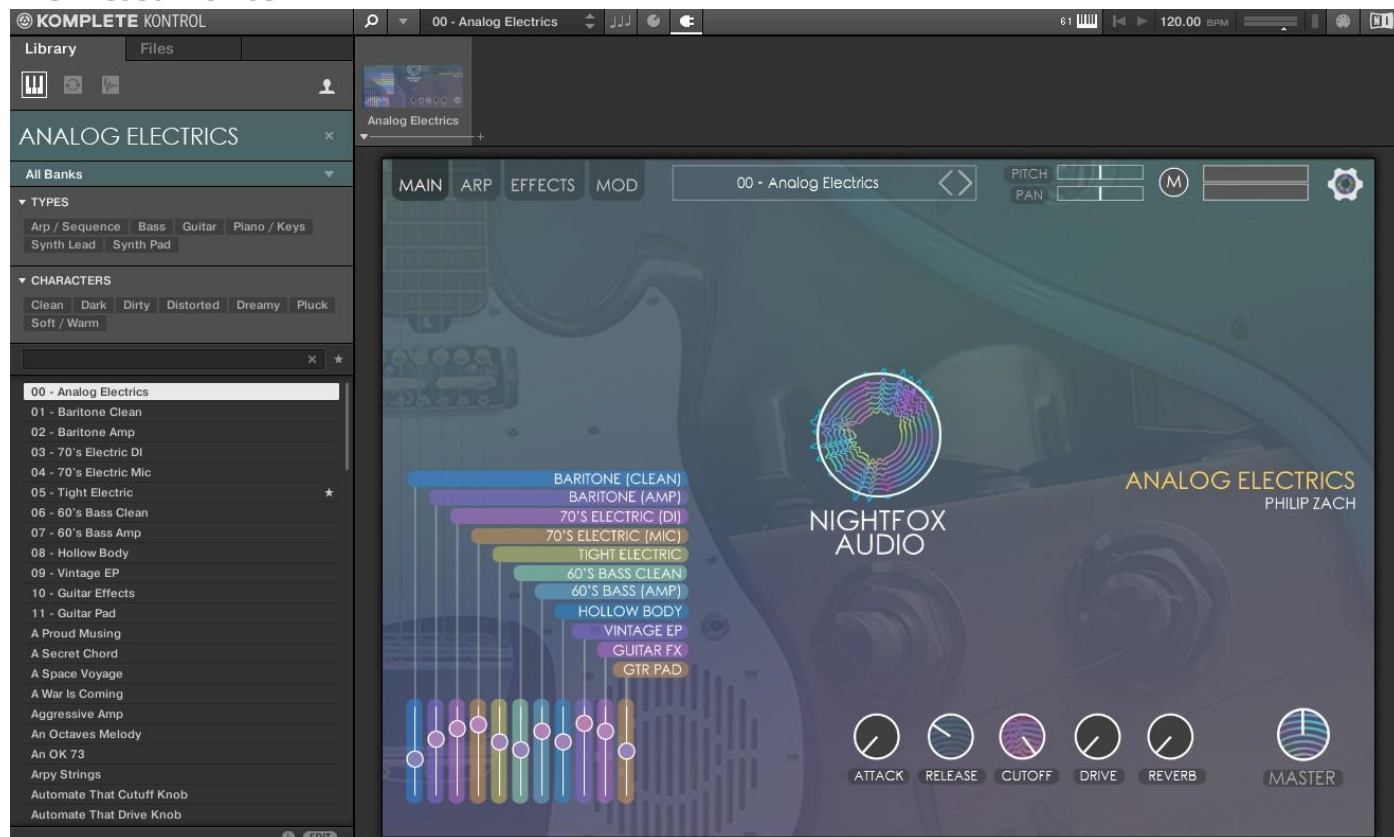 KOMPLETE KONTROL
00 - Analog Electrics
61
120.00 BPM
Library
Files
Analog Electrics
ANALOG ELECTRICS
All Banks
TYPES
Arp / Sequence Bass Guitar Piano / Keys
Synth Lead Synth Pad
CHARACTERS
Clean Dark Dirty Distorted Dreamy Pluck
Soft / Warm
00 - Analog Electrics
01 - Baritone Clean
02 - Baritone Amp
03 - 70's Electric DI
04 - 70's Electric Mic
05 - Tight Electric
06 - 60's Bass Clean
07 - 60's Bass Amp
08 - Hollow Body
09 - Vintage EP
10 - Guitar Effects
11 - Guitar Pad
A Proud Musing
A Secret Chord
A Space Voyage
A War Is Coming
Aggressive Amp
An Octaves Melody
An OK 73
Arpy Strings
Automate That Cutuff Knob
Automate That Drive Knob
EDIT
MAIN ARP EFFECTS MOD
00 - Analog Electrics
PITCH
PAN
M
BARITONE (CLEAN)
BARITONE (AMP)
70'S ELECTRIC (DI)
70'S ELECTRIC (MIC)
TIGHT ELECTRIC
60'S BASS CLEAN
60'S BASS (AMP)
HOLLOW BODY
VINTAGE EP
GUITAR FX
GTR PAD
NIGHTFOX
AUDIO
ANALOG ELECTRICS
PHILIP ZACH
ATTACK RELEASE CUTOFF DRIVE REVERB
MASTER